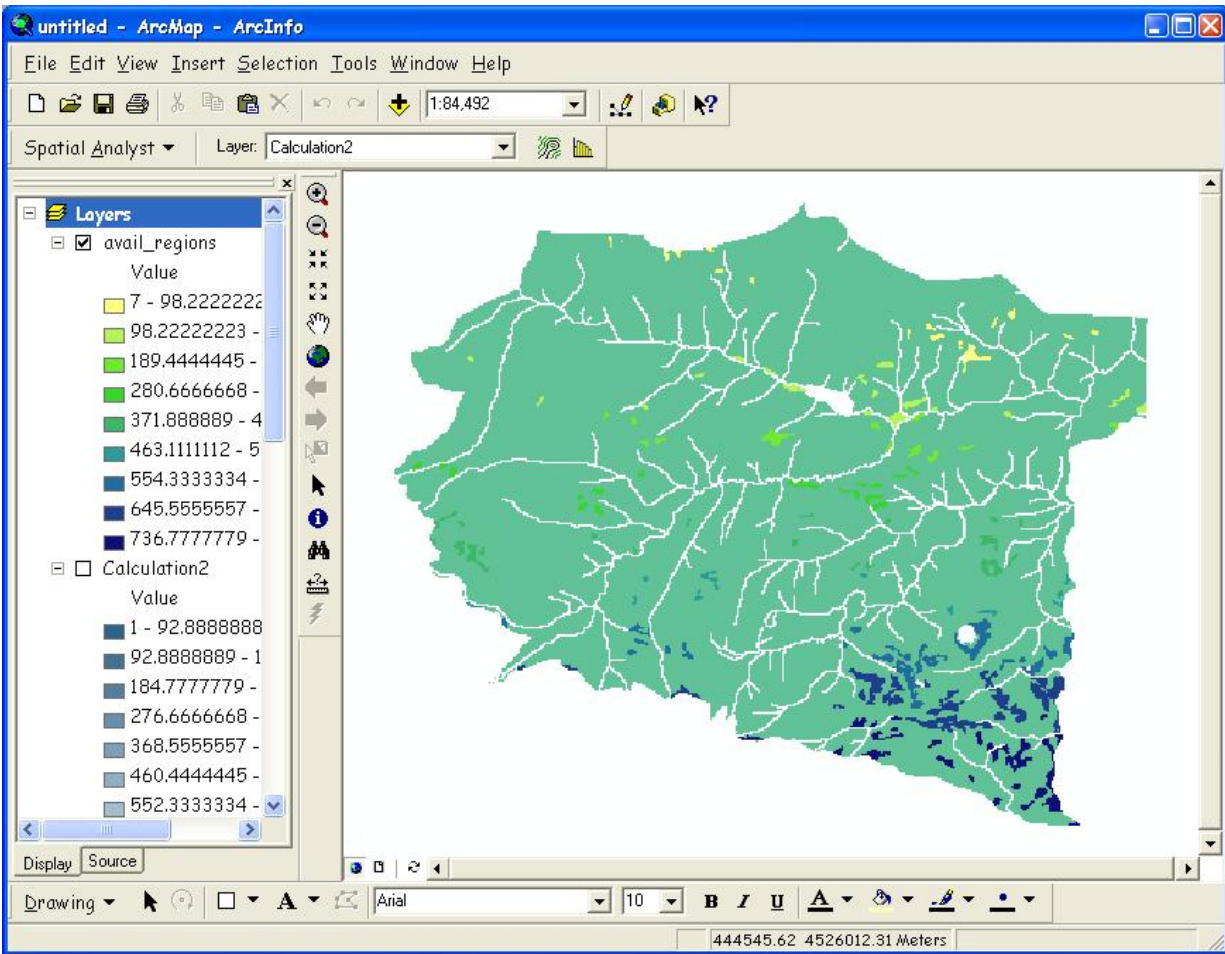 untitled - ArcMap - ArcInfo
File Edit View Insert Selection Tools Window Help
1:84,492
Spatial Analyst Layer: Calculation2
Layers
avail_regions
Value
7 - 98.2222222
98.22222223 -
189.4444445 -
280.6666668 -
371.888889 - 4
463.1111112 - 5
554.3333334 -
645.5555557 -
736.7777779 -
Calculation2
Value
1 - 92.8888888
92.8888889 - 1
184.7777779 -
276.6666668 -
368.5555557 -
460.4444445 -
552.3333334 -
Display Source
Drawing A Arial 10 B I U A
444545.62 4526012.31 Meters